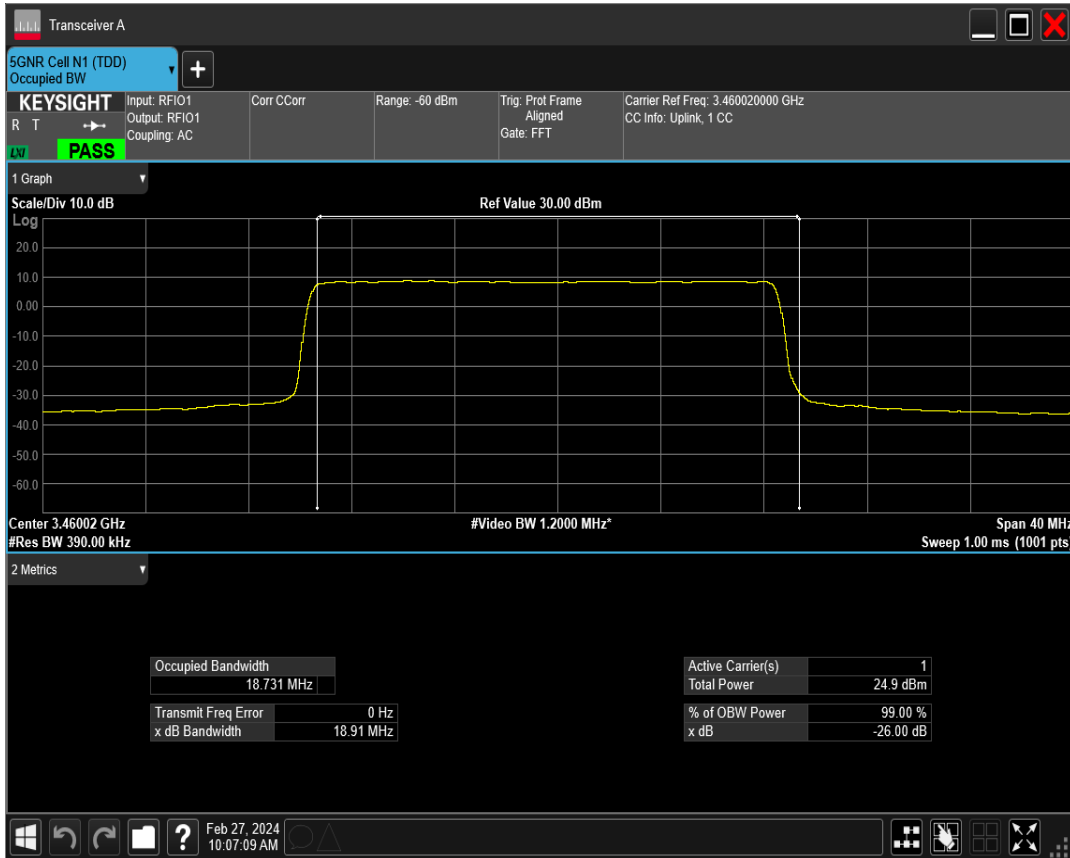 Transceiver A
5GNR Cell N1 (TDD)
Occupied BW
+
KEYSIGHT
R T
LXI
PASS
Input: RFIO1
Output: RFIO1
Coupling: AC
Corr CCorr
Range: -60 dBm
Trig: Prot Frame
Aligned
Gate: FFT
Carrier Ref Freq: 3.460020000 GHz
CC Info: Uplink, 1 CC
1 Graph
Scale/Div 10.0 dB
Ref Value 30.00 dBm
Log
20.0
10.0
0.00
-10.0
-20.0
-30.0
-40.0
-50.0
-60.0
Center 3.46002 GHz
#Video BW 1.2000 MHz*
Span 40 MHz
#Res BW 390.00 kHz
Sweep 1.00 ms (1001 pts)
2 Metrics
Occupied Bandwidth
18.731 MHz
Transmit Freq Error 0 Hz
x dB Bandwidth 18.91 MHz
Active Carrier(s) 1
Total Power 24.9 dBm
% of OBW Power 99.00 %
x dB -26.00 dB
?
Feb 27, 2024
10:07:09 AM